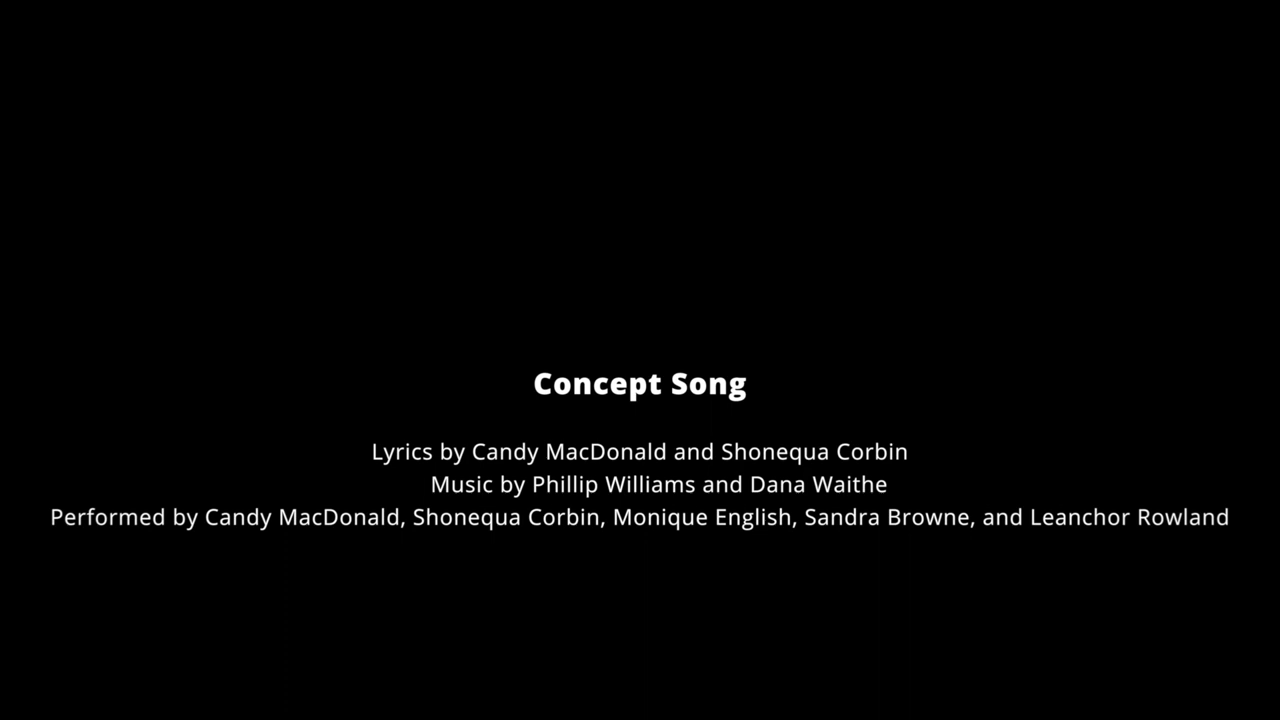 Concept Song
Lyrics by Candy MacDonald and Shonequa Corbin
Music by Phillip Williams and Dana Waithe
Performed by Candy MacDonald, Shonequa Corbin, Monique English, Sandra Browne, and Leanchor Rowland